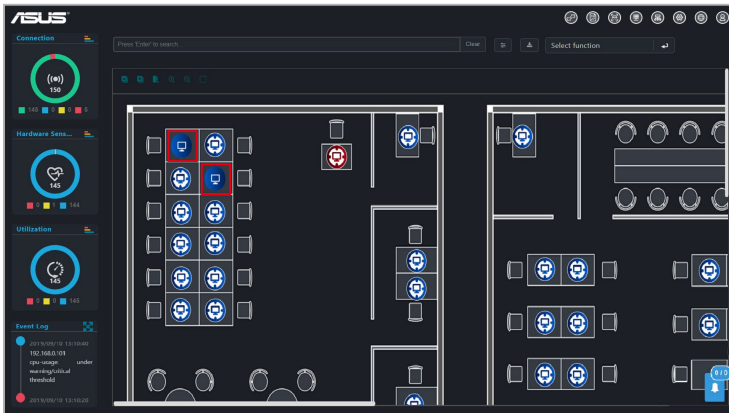 ASUS
Connection
150
145 0 0 5
Press 'Enter' to search
Clear
Select function
Hardware Sens...
145
0 1 144
Utilization
145
0 0 145
Event Log
2019/09/10 13:10:40
192.168.0.101
cpu-usage under
warning/critical
threshold
2019/09/10 13:10:20